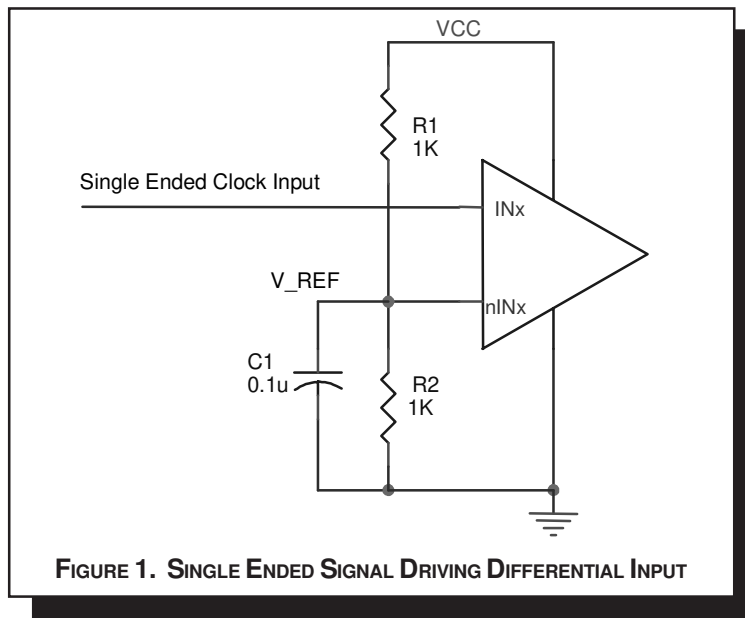 VCC
R1
1K
Single Ended Clock Input
INx
V_REF
nINx
C1
0.1u
R2
1K
FIGURE 1. SINGLE ENDED SIGNAL DRIVING DIFFERENTIAL INPUT